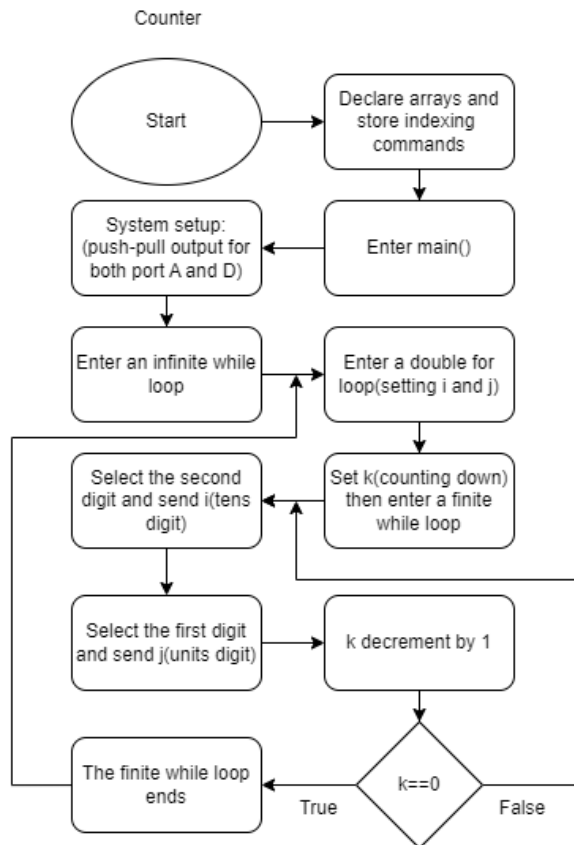 Counter
Start
Declare arrays and
store indexing
commands
System setup:
(push-pull output for
both port A and D)
Enter main()
Enter an infinite while
loop
Enter a double for
loop(setting i and j)
Select the second
digit and send i(tens
digit)
Set k(counting down)
then enter a finite
while loop
Select the first digit
and send j(units digit)
k decrement by 1
The finite while loop
ends
k==0
True
False